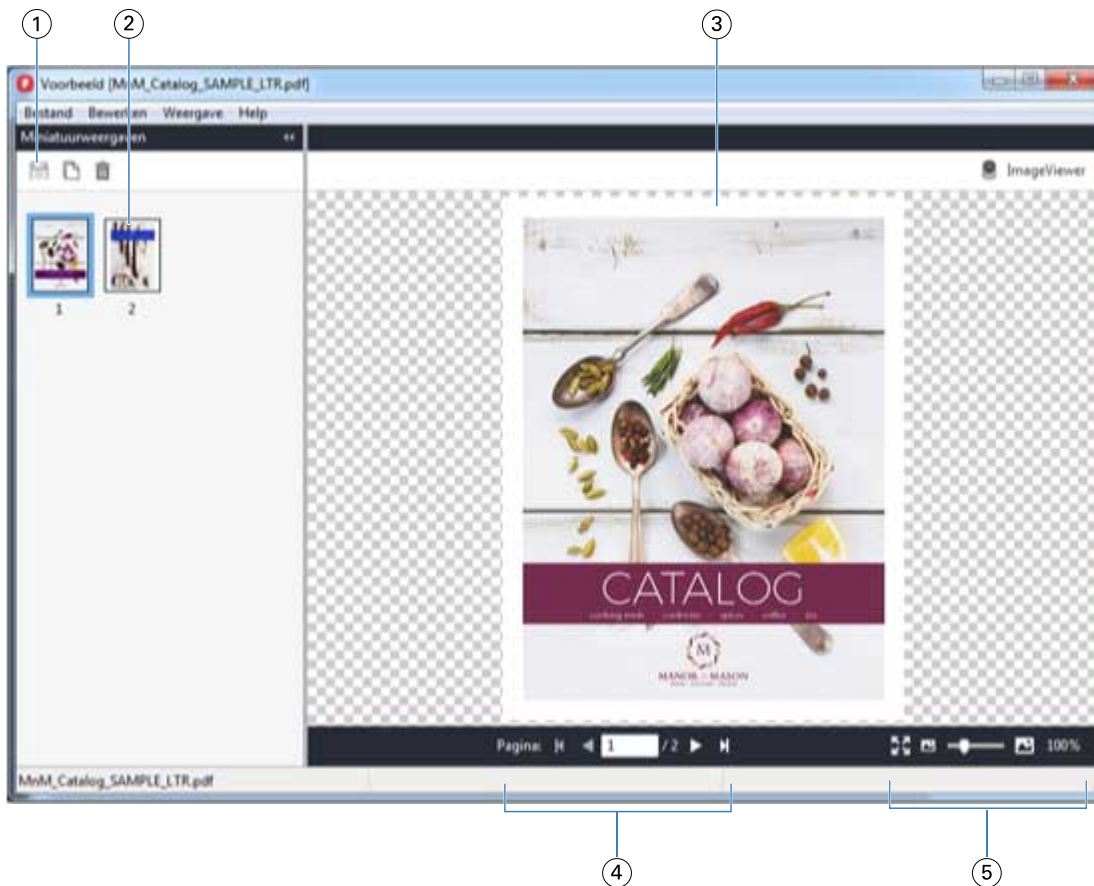 1 2 3
Voorbeeld [MnM_Catalog_SAMPLE_LTR.pdf]
Bestand Bewerken Weergave Help
Miniatuurweergaven
ImageViewer
1 2
CATALOG
MANOR & MASON
Pagina: 1 / 2 100%
MnM_Catalog_SAMPLE_LTR.pdf
4 5